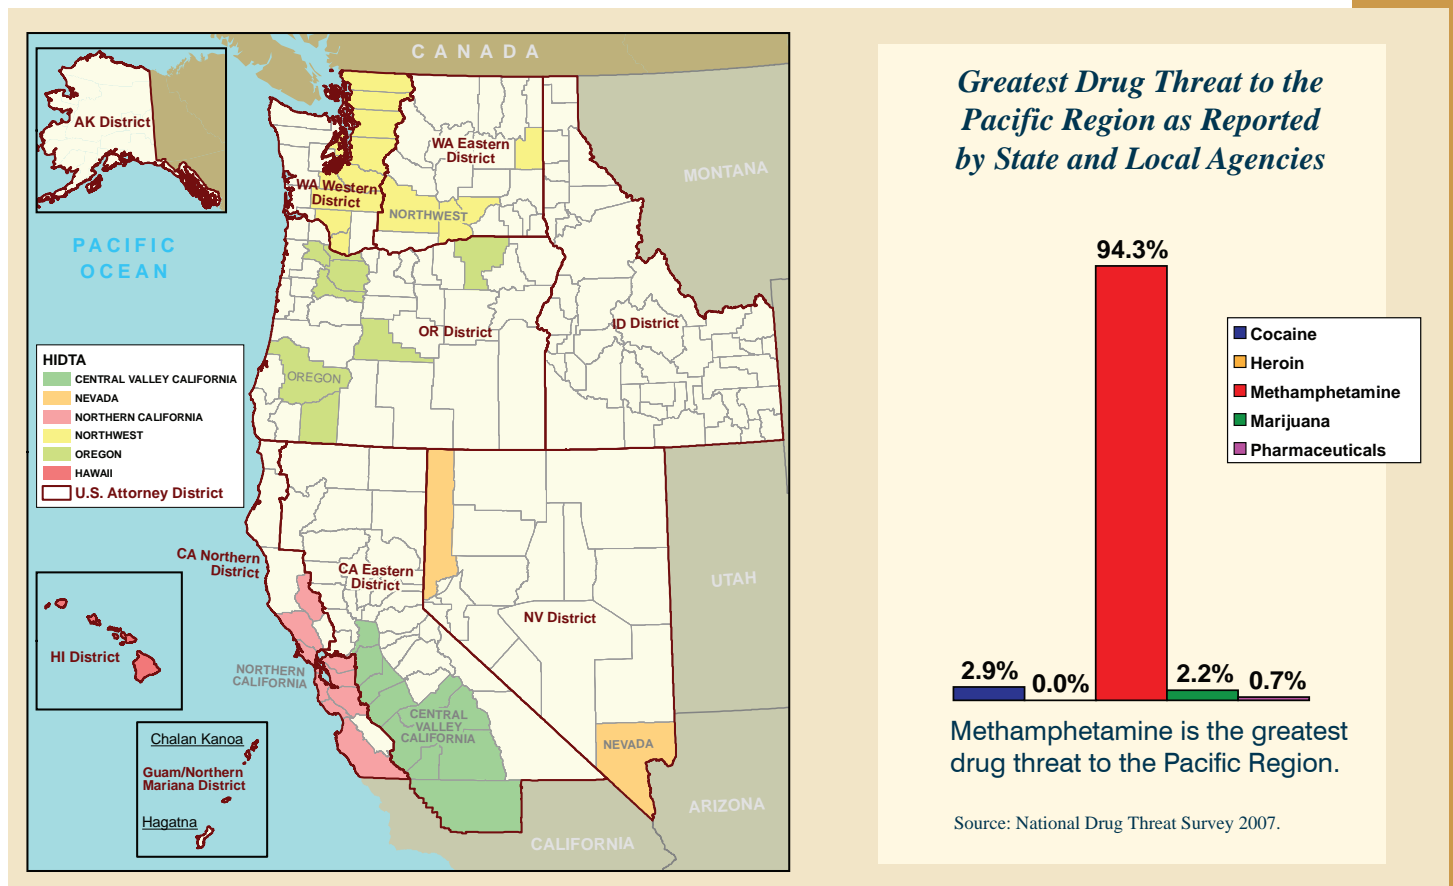 CANADA
AK District
WA Eastern
District
MONTANA
WA Western
District
NORTHWEST
PACIFIC
OCEAN
OR District
ID District
HIDTA
CENTRAL VALLEY CALIFORNIA
NEVADA
NORTHERN CALIFORNIA
NORTHWEST
OREGON
HAWAII
U.S. Attorney District
OREGON
CA Northern
District
CA Eastern
District
UTAH
NV District
HI District
NORTHERN
CALIFORNIA
CENTRAL
VALLEY
CALIFORNIA
NEVADA
Chalan Kanoa
Guam/Northern
Mariana District
Hagatna
ARIZONA
CALIFORNIA
Greatest Drug Threat to the
Pacific Region as Reported
by State and Local Agencies
94.3%
Cocaine
Heroin
Methamphetamine
Marijuana
Pharmaceuticals
2.9%
0.0%
2.2%
0.7%
Methamphetamine is the greatest
drug threat to the Pacific Region.
Source: National Drug Threat Survey 2007.